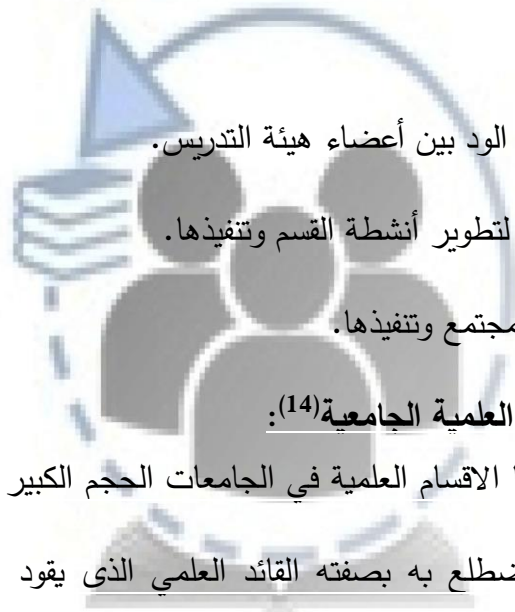 الود بين أعضاء هيئة التدريس.
لتطوير أنشطة القسم وتنفيذها.
مجتمع وتنفيذها.
العلمية الجامعية(14):
ا الاقسام العلمية في الجامعات الحجم الكبير
ضطلع به بصفته القائد العلمي الذى يقود